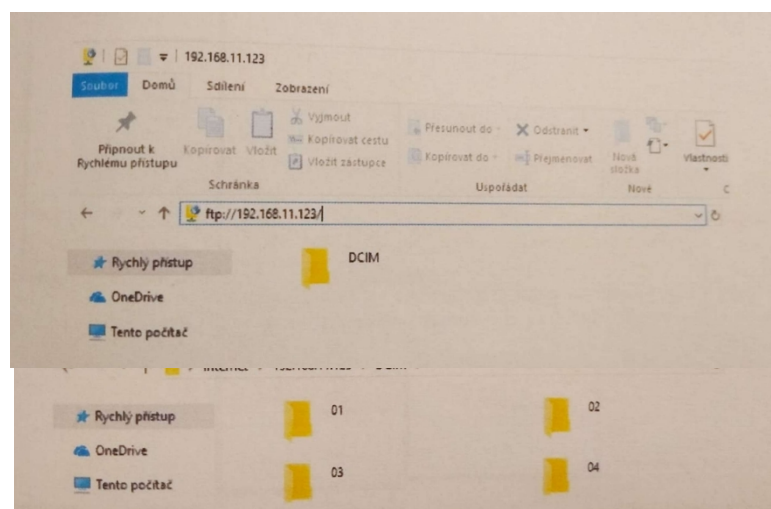 192.168.11.123
Soubor Domů Sdílení Zobrazení
Připnout k Rychlému přístupu
Kopírovat
Vložit
Vyjmout
Kopírovat cestu
Vložit zástupce
Schránka
Přesunout do
Kopírovat do
Odstranit
Přejmenovat
Uspořádat
Nová složka
Nové
Vlastnosti
ftp://192.168.11.123/
Rychlý přístup
OneDrive
Tento počítač
DCIM
Rychlý přístup
OneDrive
Tento počítač
01
02
03
04